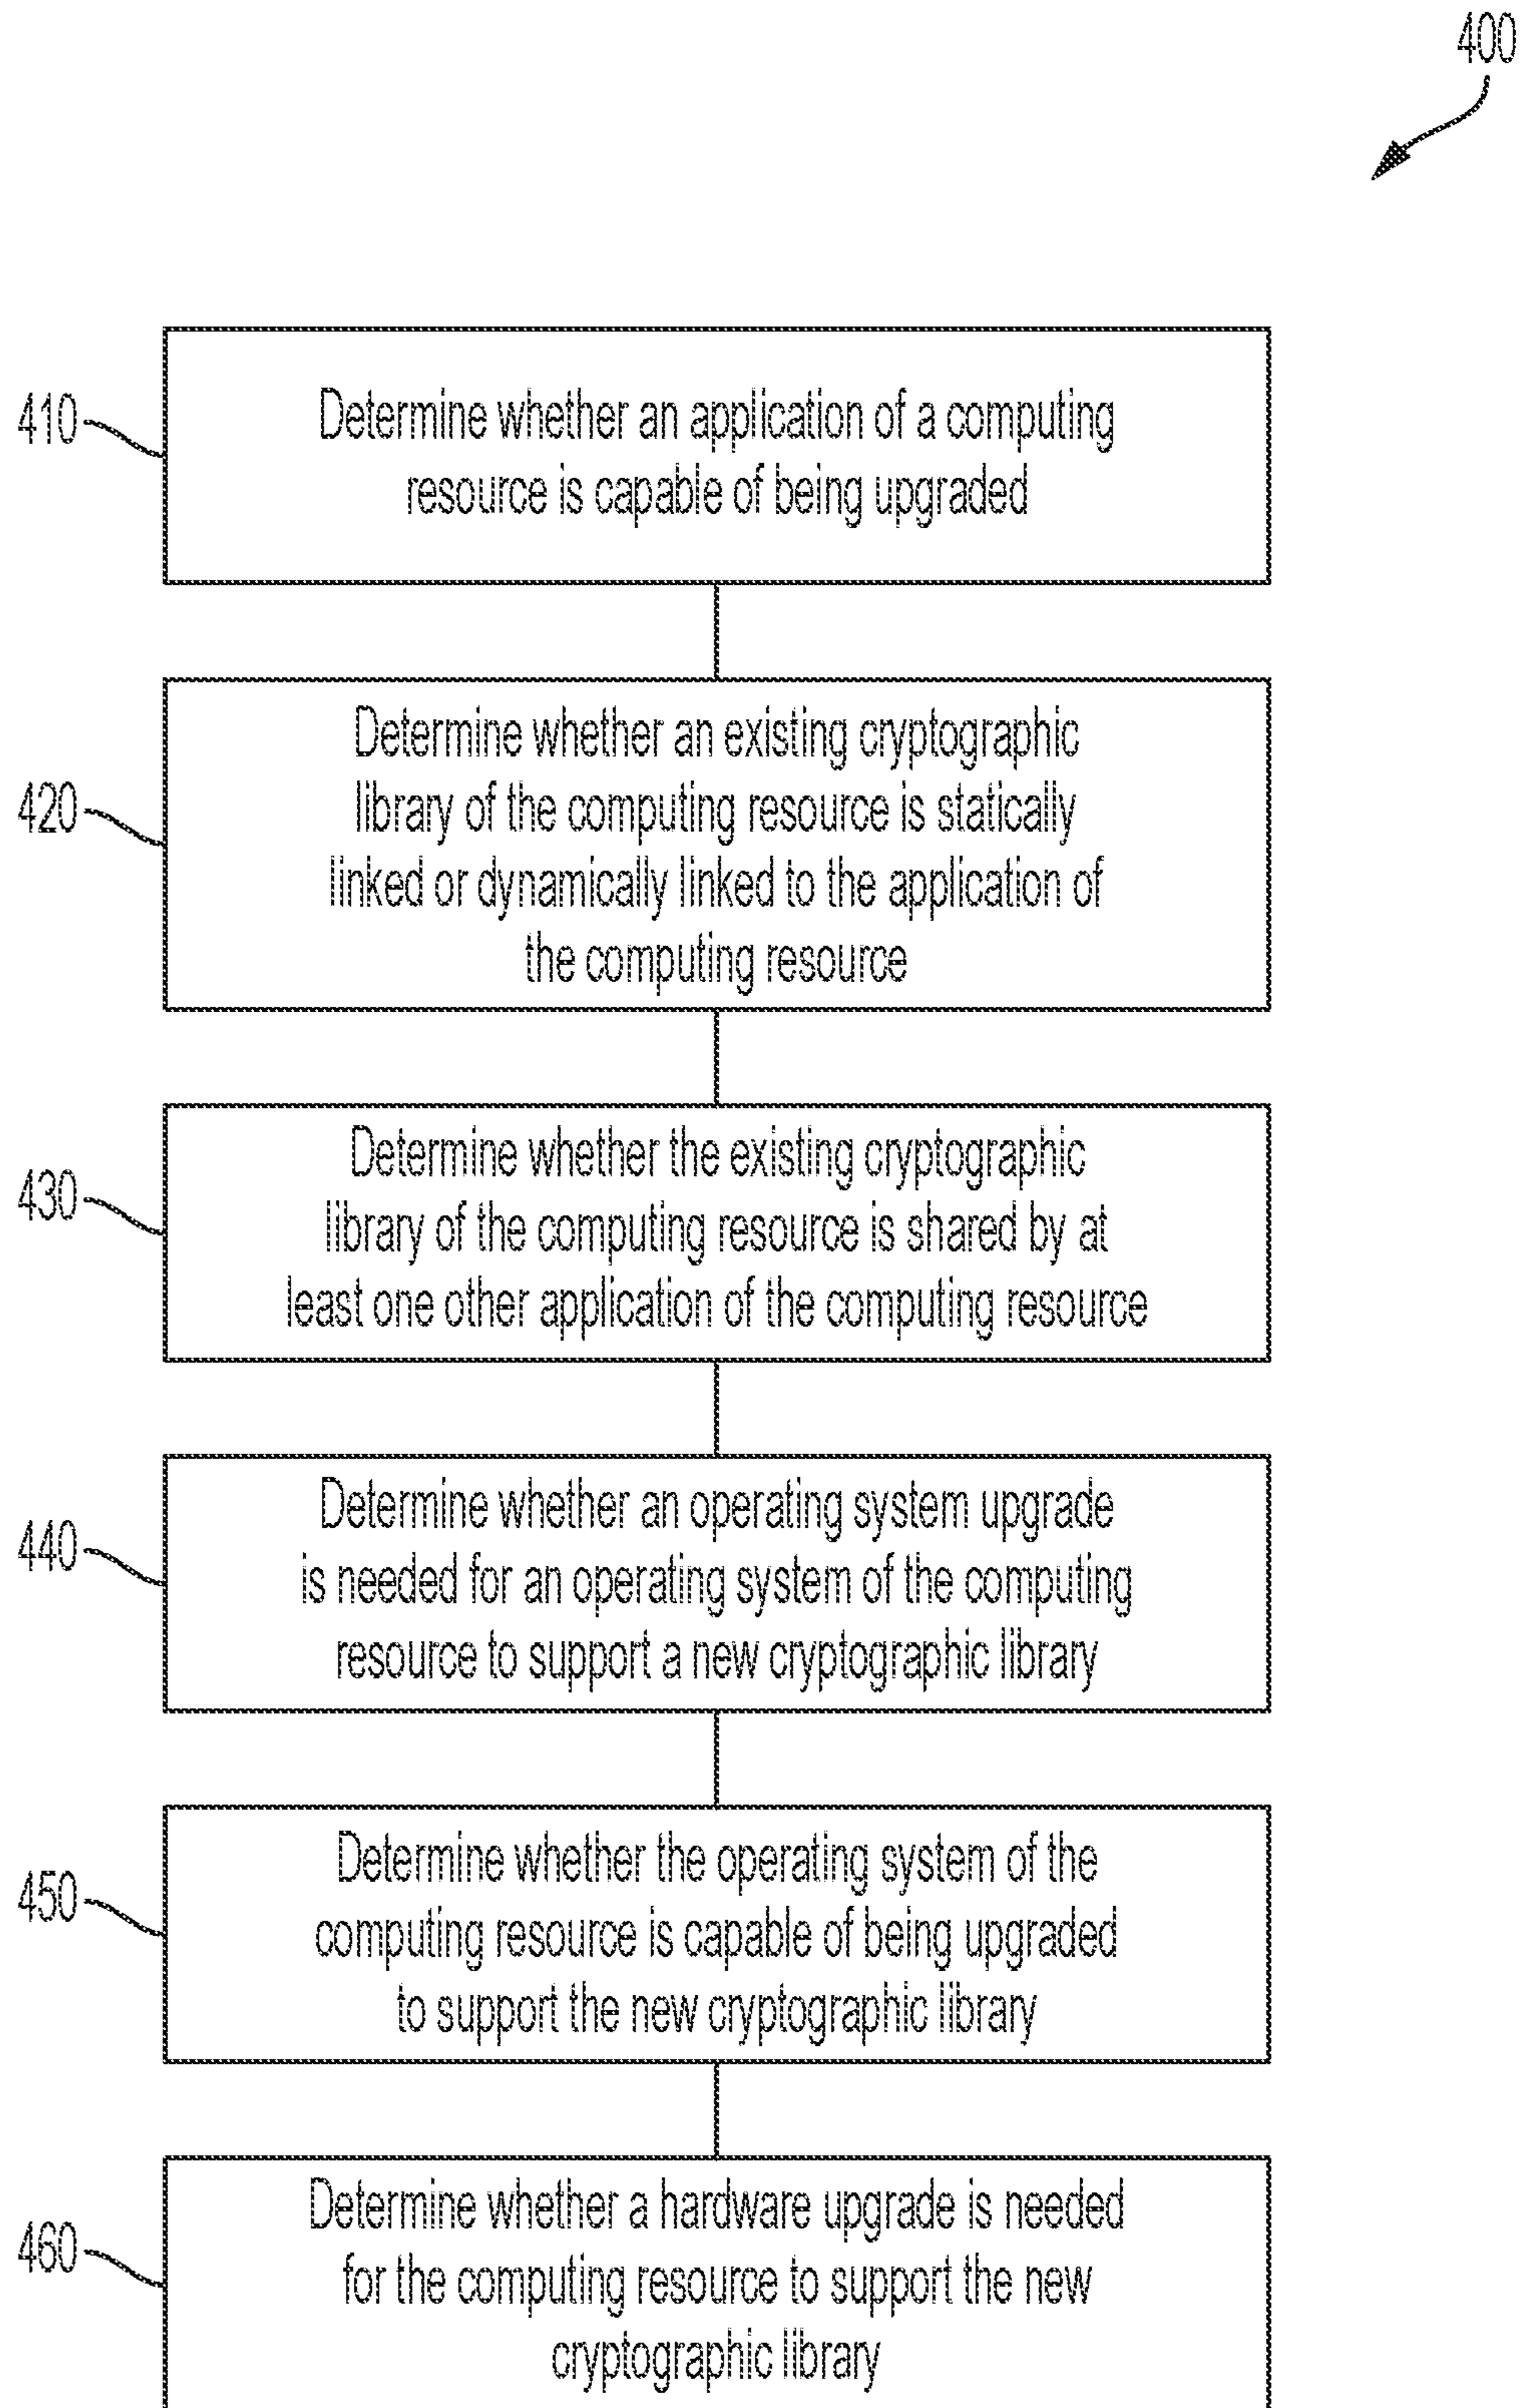 400
410
Determine whether an application of a computing
resource is capable of being upgraded
420
Determine whether an existing cryptographic
library of the computing resource is statically
linked or dynamically linked to the application of
the computing resource
430
Determine whether the existing cryptographic
library of the computing resource is shared by at
least one other application of the computing resource
440
Determine whether an operating system upgrade
is needed for an operating system of the computing
resource to support a new cryptographic library
450
Determine whether the operating system of the
computing resource is capable of being upgraded
to support the new cryptographic library
460
Determine whether a hardware upgrade is needed
for the computing resource to support the new
cryptographic library